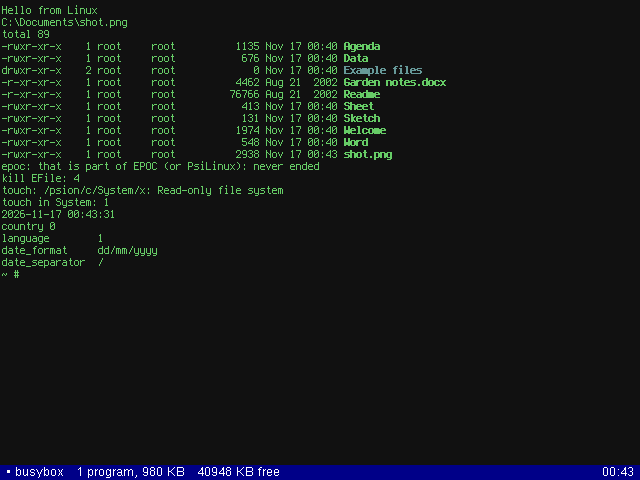 Hello from Linux
C:\Documents\shot.png
total 89
-rwxr-xr-x    1 root     root          1135 Nov 17 00:40 Agenda
-rwxr-xr-x    1 root     root           676 Nov 17 00:40 Data
drwxr-xr-x    2 root     root             0 Nov 17 00:40 Example files
-r-xr-xr-x    1 root     root          4462 Aug 21  2002 Garden notes.docx
-rwxr-xr-x    1 root     root         76766 Aug 21  2002 Readme
-rwxr-xr-x    1 root     root           413 Nov 17 00:40 Sheet
-rwxr-xr-x    1 root     root           131 Nov 17 00:40 Sketch
-rwxr-xr-x    1 root     root          1974 Nov 17 00:40 Welcome
-rwxr-xr-x    1 root     root           548 Nov 17 00:40 Word
-rwxr-xr-x    1 root     root          2938 Nov 17 00:43 shot.png
epoc: that is part of EPOC (or PsiLinux): never ended
kill EFile: 4
touch: /psion/c/System/x: Read-only file system
touch in System: 1
2026-11-17 00:43:31
country 0
language        1
date_format     dd/mm/yyyy
date_separator  /
~ #
• busybox   1 program, 980 KB   40948 KB free   00:43